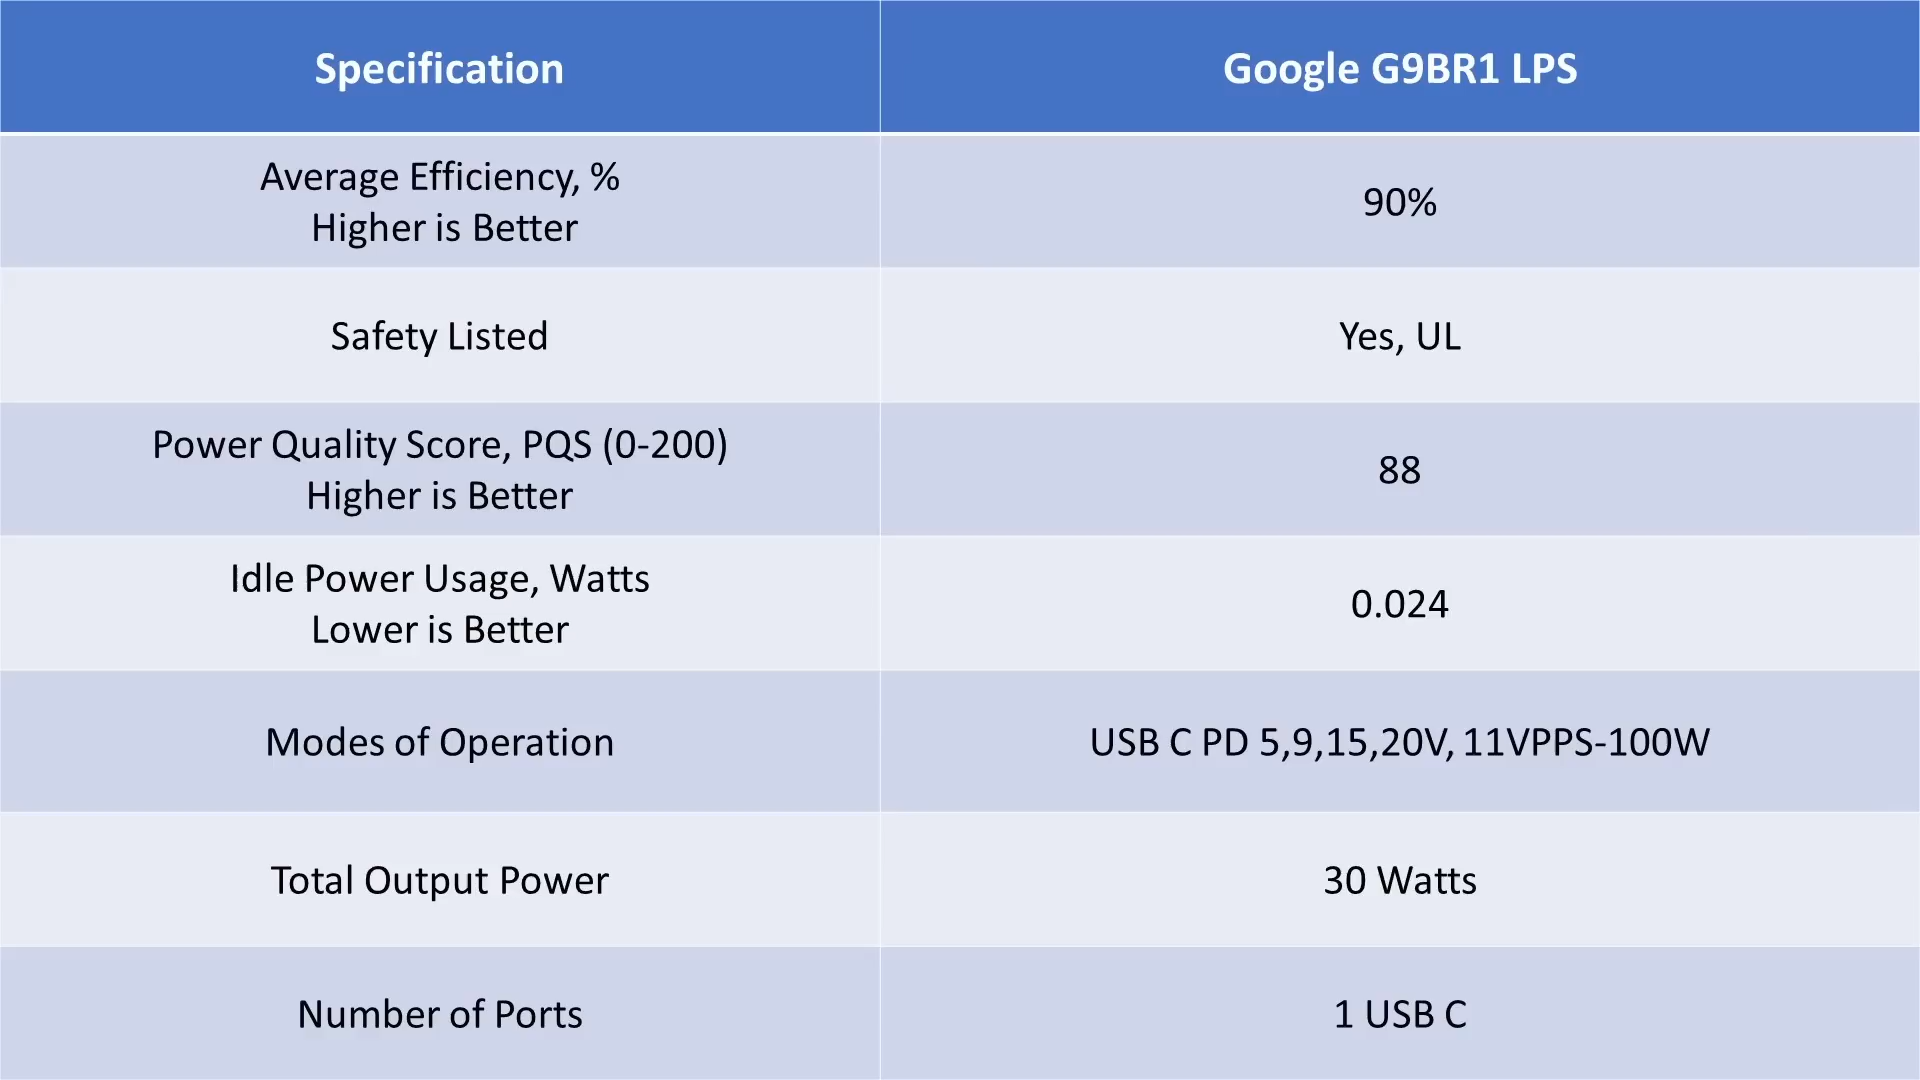 Specification
Google G9BR1 LPS
Average Efficiency, %
Higher is Better
90%
Safety Listed
Yes, UL
Power Quality Score, PQS (0-200)
Higher is Better
88
Idle Power Usage, Watts
Lower is Better
0.024
Modes of Operation
USB C PD 5,9,15,20V, 11VPPS-100W
Total Output Power
30 Watts
Number of Ports
1 USB C